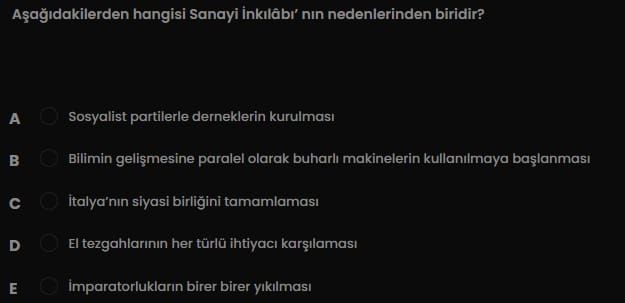 Aşağıdakilerden hangisi Sanayi İnkılâbı’ nın nedenlerinden biridir?
A Sosyalist partilerle derneklerin kurulması
B Bilimin gelişmesine paralel olarak buharlı makinelerin kullanılmaya başlanması
C İtalya’nın siyasi birliğini tamamlaması
D El tezgahlarının her türlü ihtiyacı karşılaması
E İmparatorlukların birer birer yıkılması